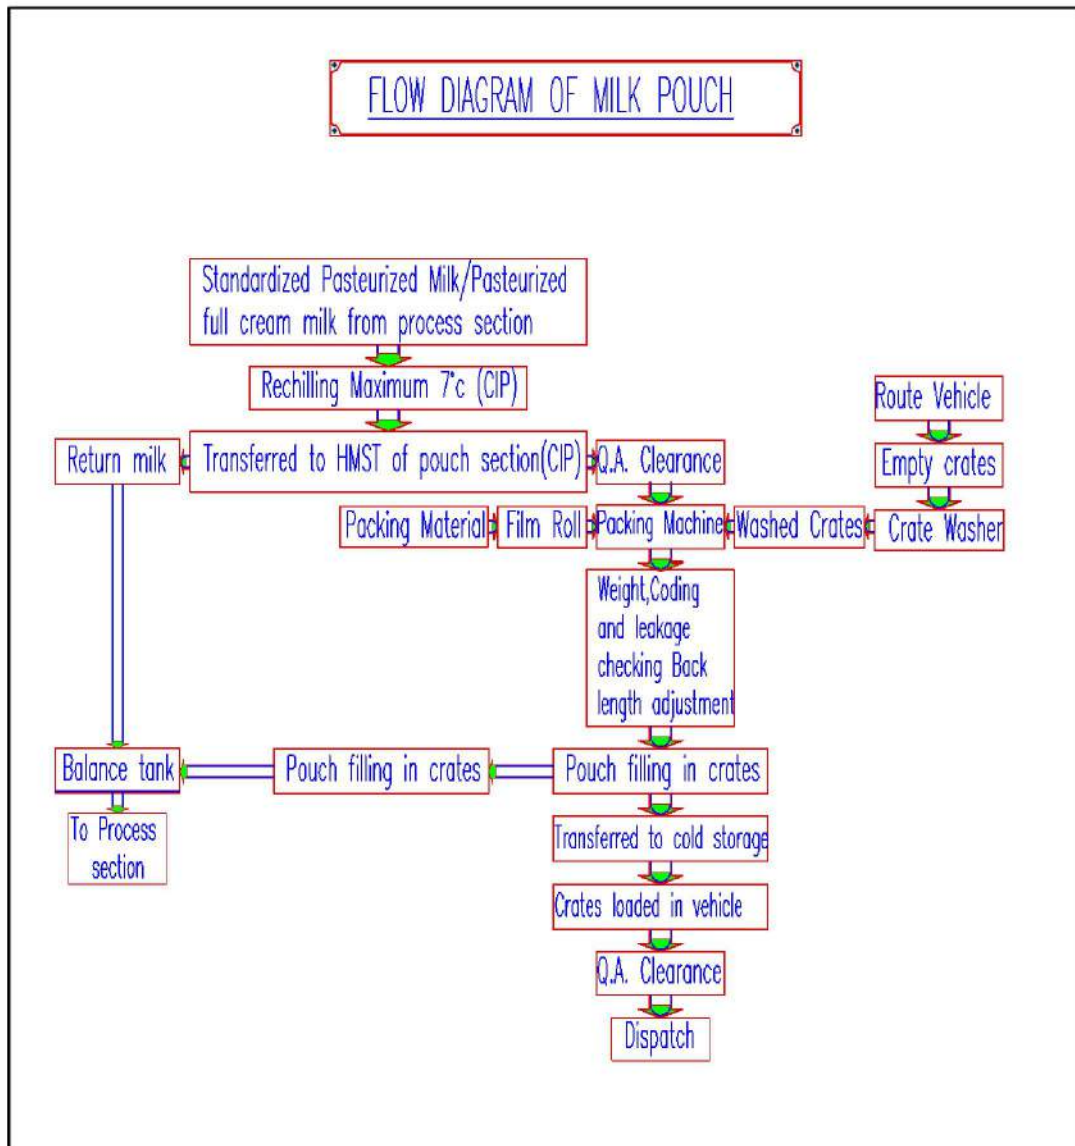 FLOW DIAGRAM OF MILK POUCH
Standardized Pasteurized Milk/Pasteurized
full cream milk from process section
Rechilling Maximum 7°c (CIP)
Route Vehicle
Return milk
Transferred to HMST of pouch section(CIP)
Q.A. Clearance
Empty crates
Packing Material
Film Roll
Packing Machine
Washed Crates
Crate Washer
Weight,Coding
and leakage
checking Back
length adjustment
Balance tank
Pouch filling in crates
Pouch filling in crates
To Process
section
Transferred to cold storage
Crates loaded in vehicle
Q.A. Clearance
Dispatch